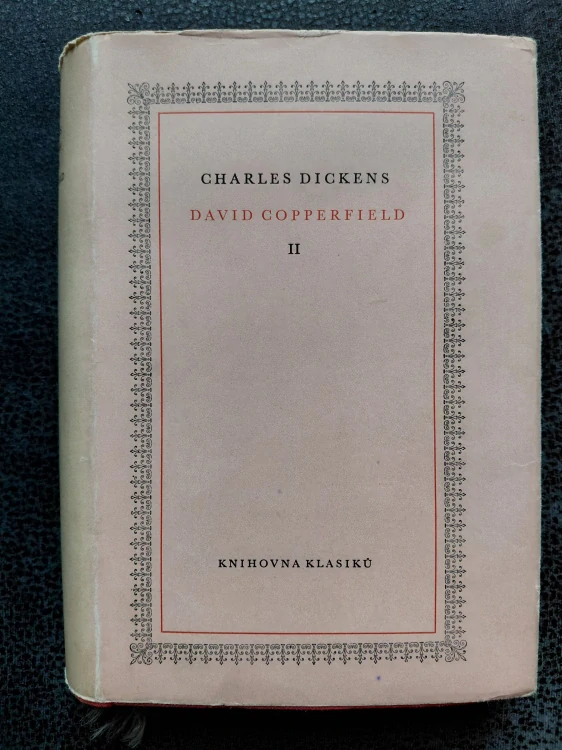 CHARLES DICKENS
DAVID COPPERFIELD
II
KNIHOVNA KLASIKŮ